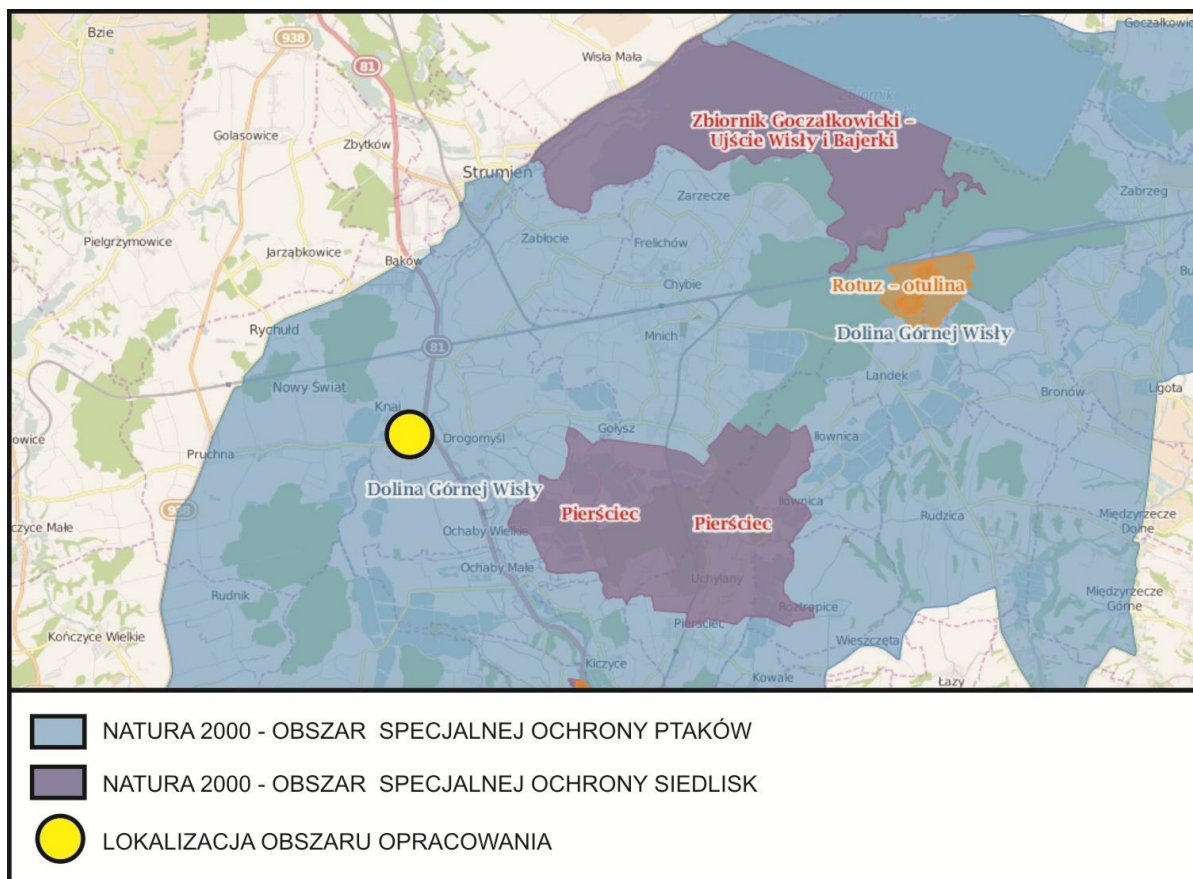 Bzie
938
81
Wisła Mała
Goczałkowic
Golasowice
Zbytków
Zbiornik Goczałkowicki –
Ujście Wisły i Bajerki
Strumień
Zarzecze
Zabrzeg
Pielgrzymowice
Jarząbkowice
Zabłocie
Frelichów
Bąków
Chybie
Rotuz – otulina
Rychułd
81
Mnich
Dolina Górnej Wisły
Landek
Nowy Świat
Bronów
Ligota
Knaj
Gołysz
Iłownica
owice
Pruchna
Drogomyśl
Dolina Górnej Wisły
938
Pierściec
Pierściec
Iłownica
Rudzica
Międzyrzecze
Dolne
czyce Małe
Ochaby Wielkie
Ochaby Małe
Uchylany
Rudnik
Roztropice
Międzyrzecze
Górne
Kończyce Wielkie
Pierściec
Wieszczęta
Kiczyce
Kowale
Łazy
NATURA 2000 - OBSZAR SPECJALNEJ OCHRONY PTAKÓW
NATURA 2000 - OBSZAR SPECJALNEJ OCHRONY SIEDLISK
LOKALIZACJA OBSZARU OPRACOWANIA